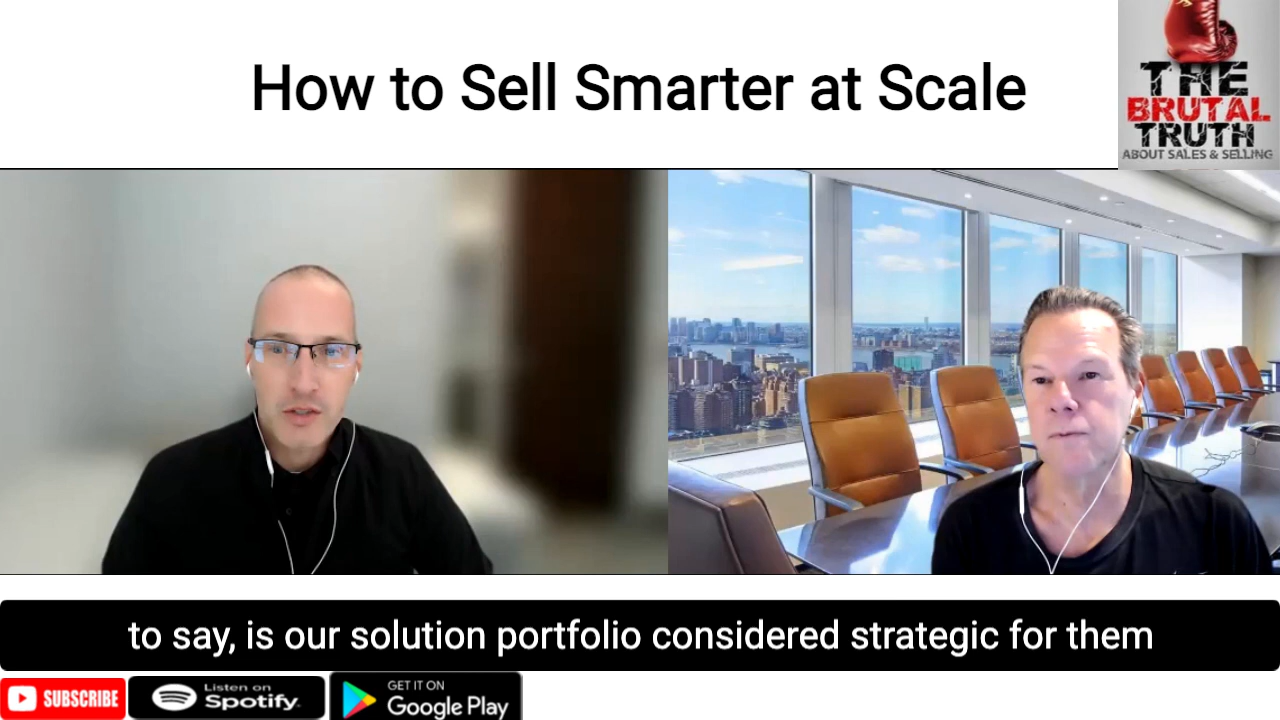 How to Sell Smarter at Scale
THE
BRUTAL
TRUTH
ABOUT SALES & SELLING
to say, is our solution portfolio considered strategic for them
SUBSCRIBE
Listen on
Spotify
GET IT ON
Google Play